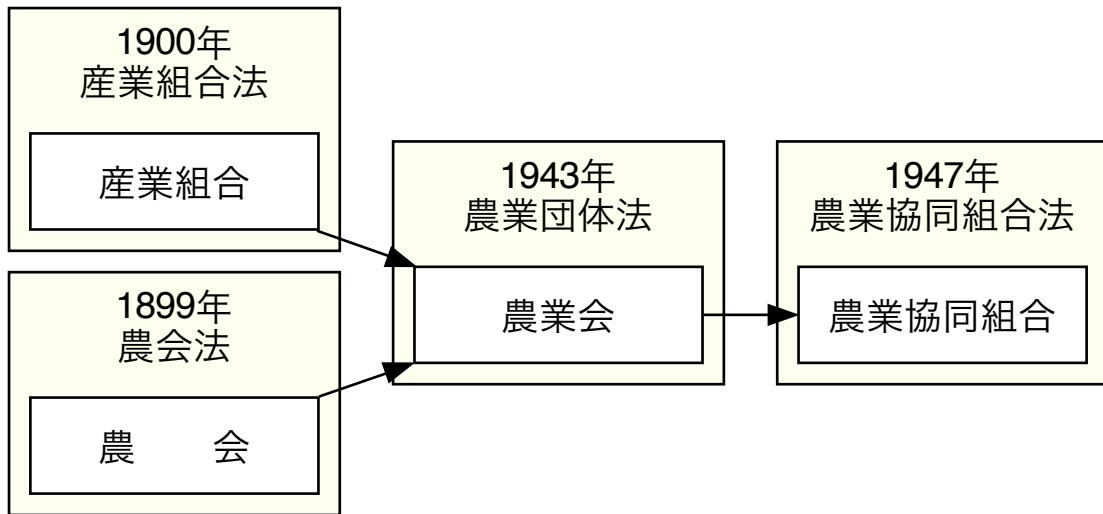 1900年
産業組合法
産業組合
1899年
農会法
農　　会
1943年
農業団体法
農業会
1947年
農業協同組合法
農業協同組合